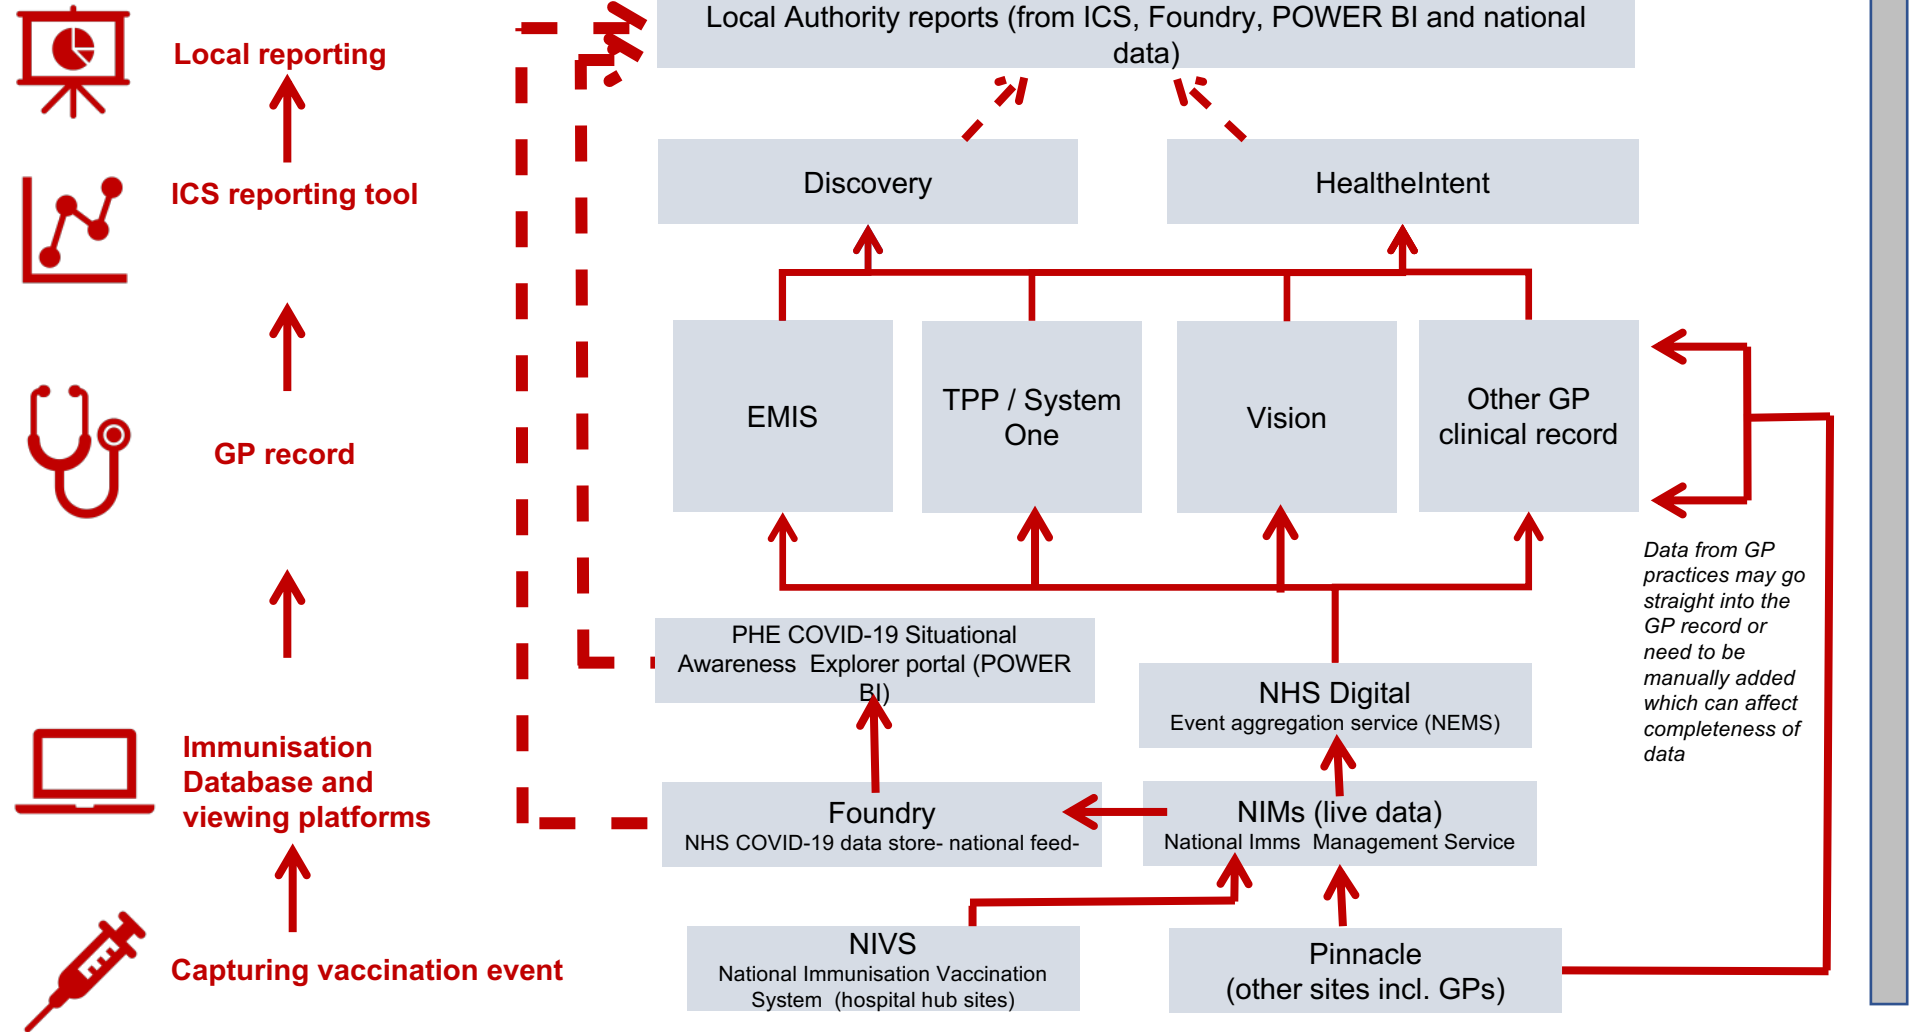 Local Authority reports (from ICS, Foundry, POWER BI and national
data)
Local reporting
Discovery
HealtheIntent
ICS reporting tool
EMIS
TPP / System
One
Vision
Other GP
clinical record
GP record
Data from GP
practices may go
straight into the
GP record or
need to be
manually added
which can affect
completeness of
data
PHE COVID-19 Situational
Awareness  Explorer portal (POWER
BI)
NHS Digital
Event aggregation service (NEMS)
Immunisation
Database and
viewing platforms
Foundry
NHS COVID-19 data store- national feed-
NIMs (live data)
National Imms  Management Service
Capturing vaccination event
NIVS
National Immunisation Vaccination
System  (hospital hub sites)
Pinnacle
(other sites incl. GPs)